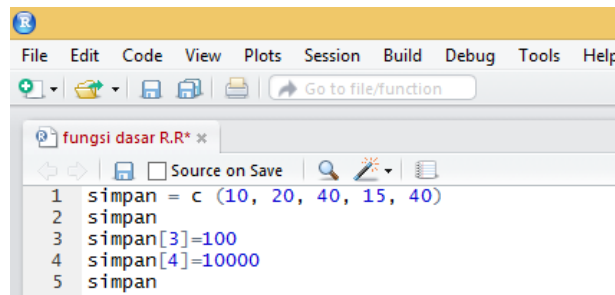 R
File Edit Code View Plots Session Build Debug Tools Help
Go to file/function
fungsi dasar R.R*
Source on Save
1 simpan = c (10, 20, 40, 15, 40)
2 simpan
3 simpan[3]=100
4 simpan[4]=10000
5 simpan